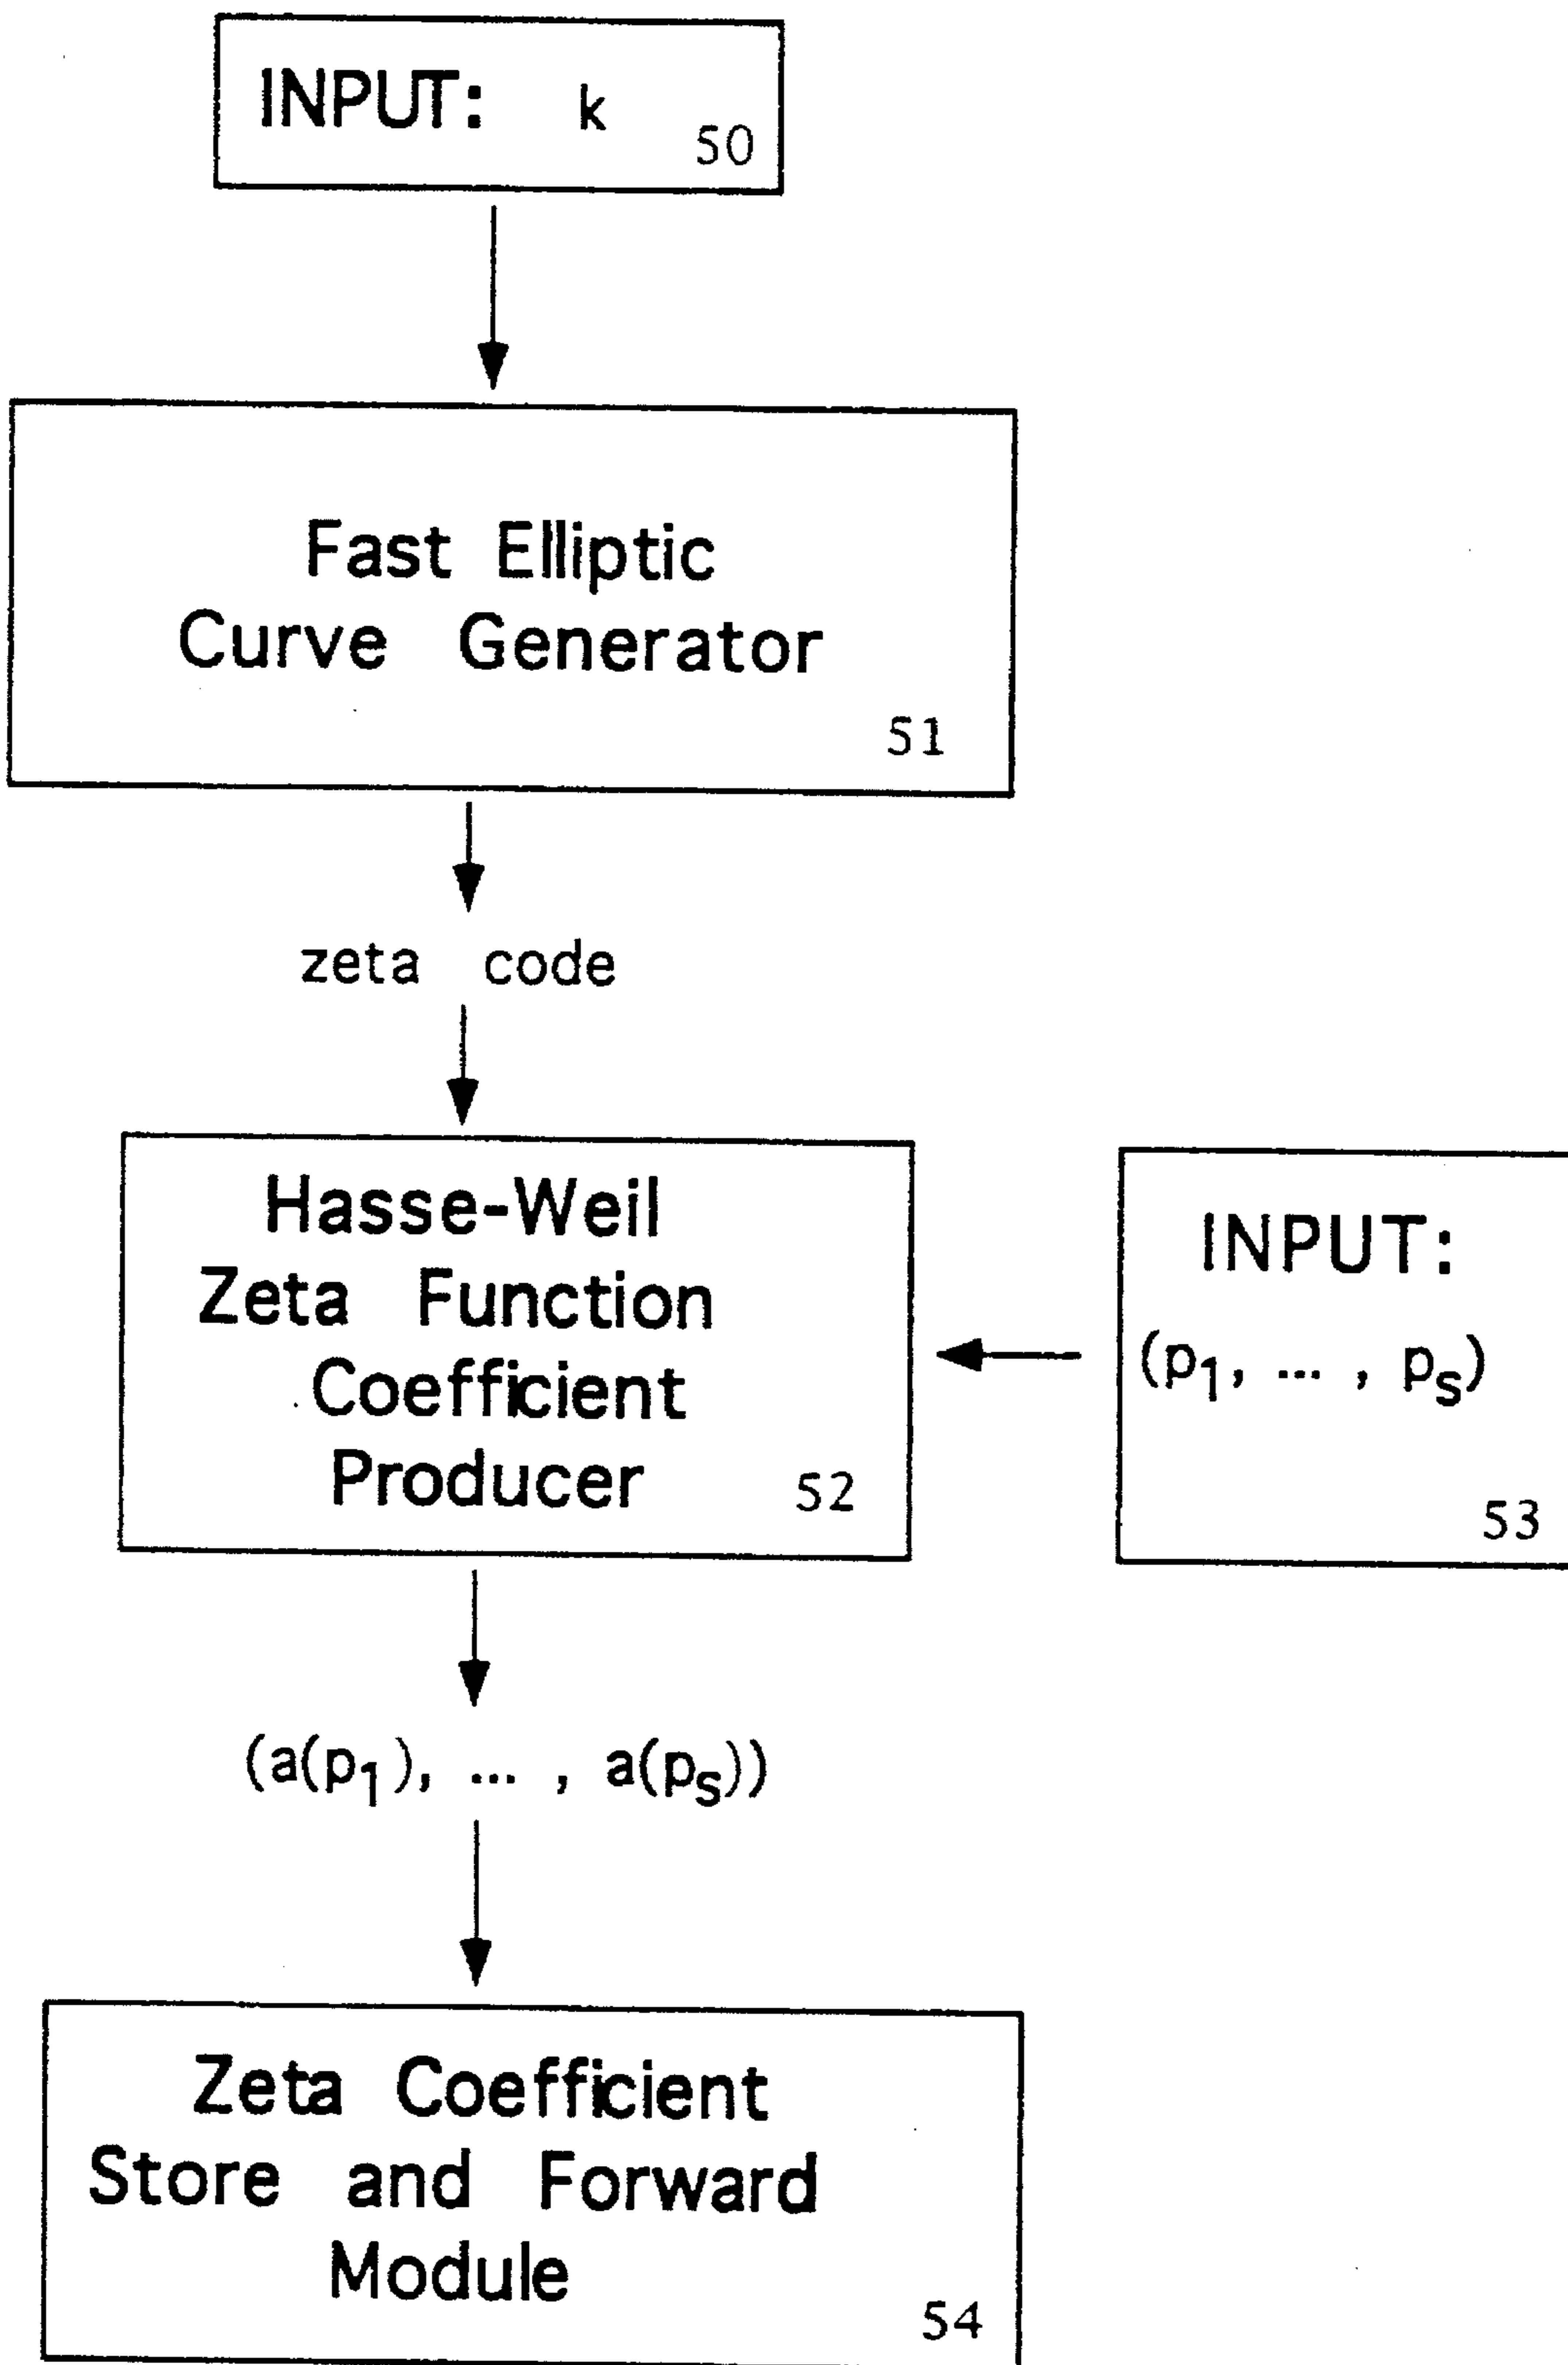 INPUT: k
50
Fast Elliptic
Curve Generator
51
zeta code
Hasse-Weil
Zeta Function
Coefficient
Producer
52
INPUT:
(p₁, ... , pₛ)
53
(a(p₁), ... , a(pₛ))
Zeta Coefficient
Store and Forward
Module
54